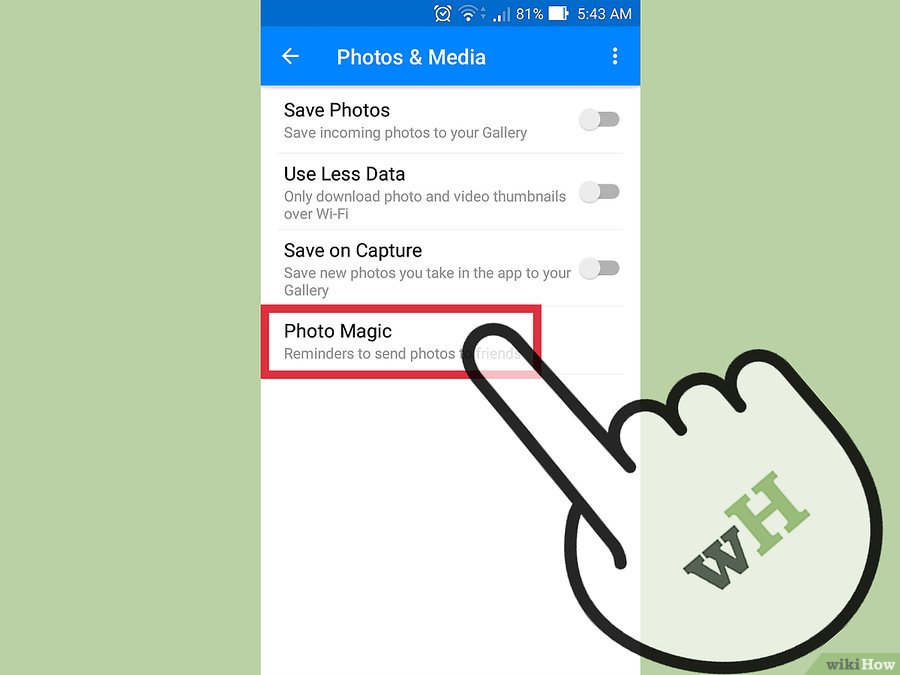 81% 5:43 AM
Photos & Media
Save Photos
Save incoming photos to your Gallery
Use Less Data
Only download photo and video thumbnails
over Wi-Fi
Save on Capture
Save new photos you take in the app to your
Gallery
Photo Magic
Reminders to send photos to friends
wH
wikiHow